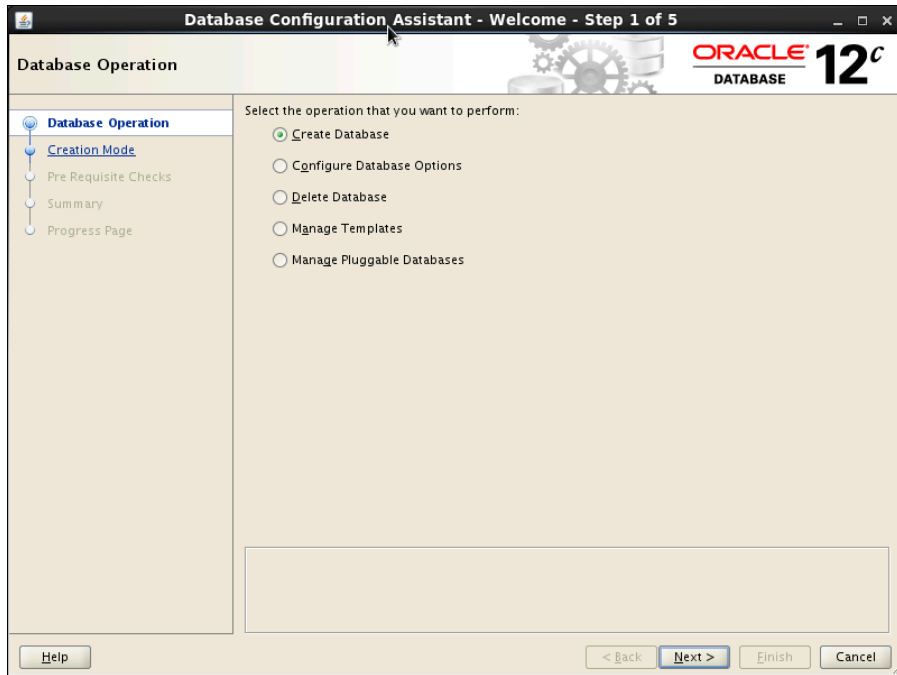 Database Configuration Assistant - Welcome - Step 1 of 5
Database Operation
ORACLE®
DATABASE
12c
Database Operation
Creation Mode
Pre Requisite Checks
Summary
Progress Page
Select the operation that you want to perform:
Create Database
Configure Database Options
Delete Database
Manage Templates
Manage Pluggable Databases
Help
< Back
Next >
Finish
Cancel